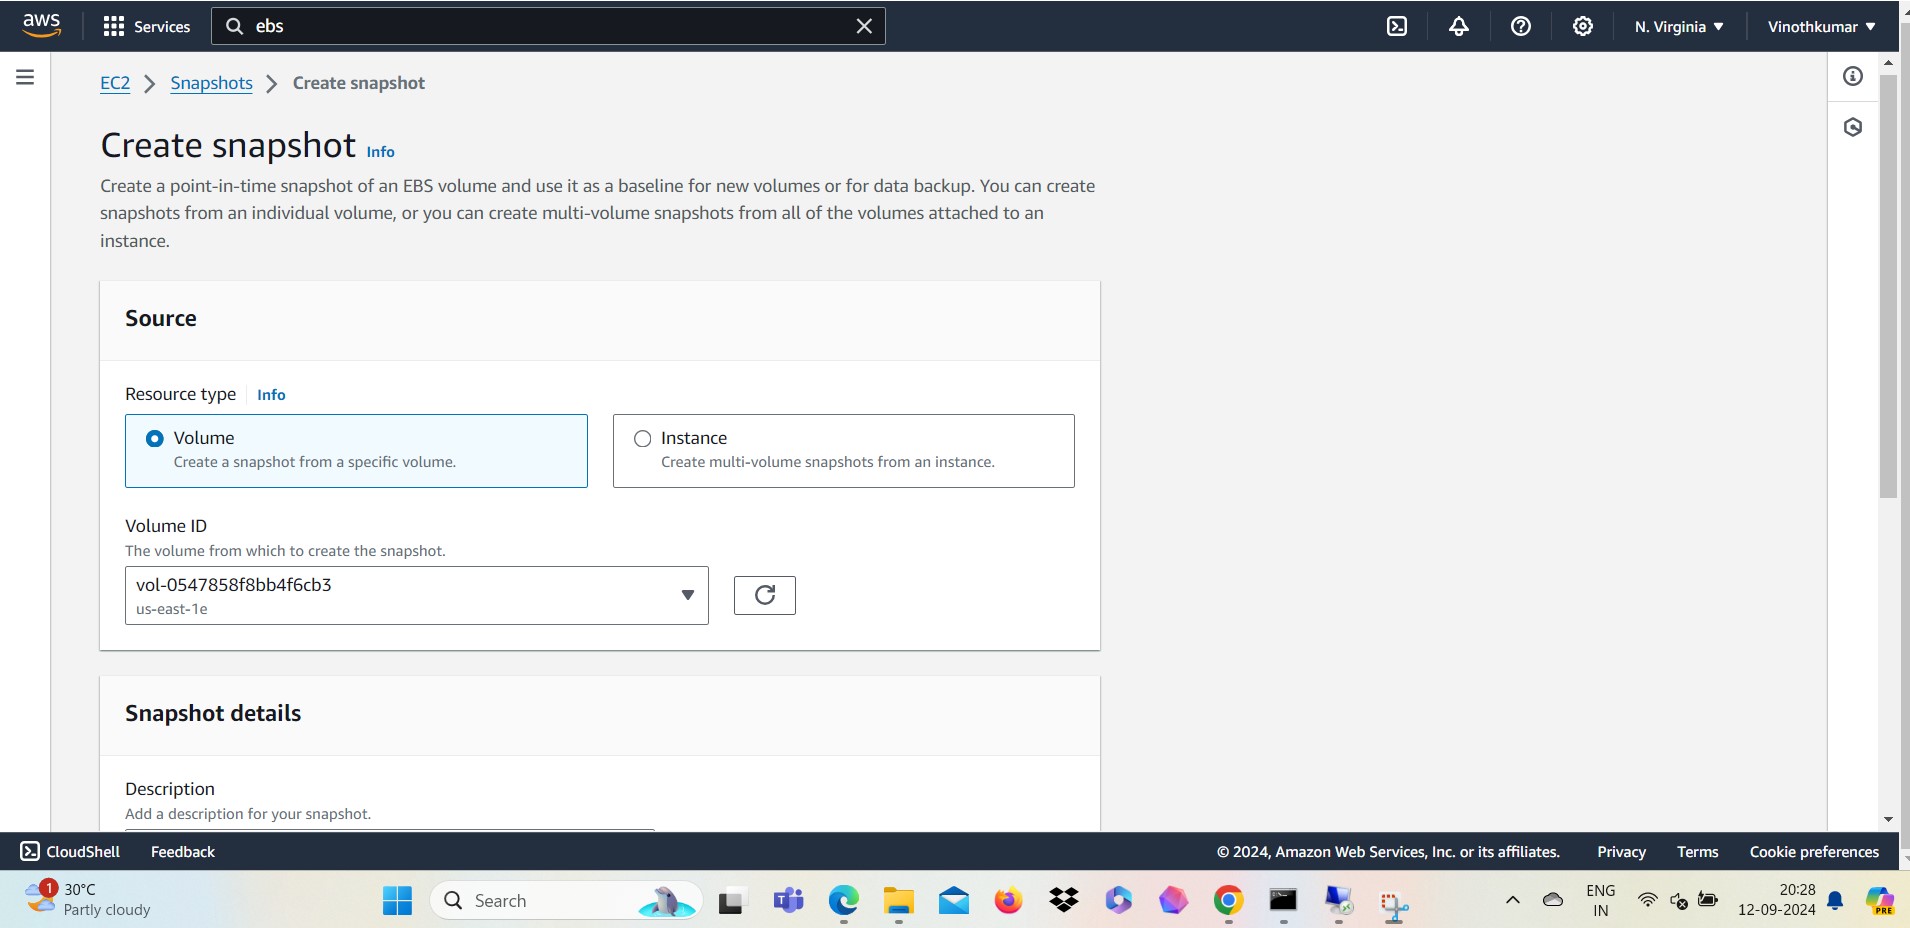 aws
Services
ebs
N. Virginia
Vinothkumar
EC2
Snapshots
Create snapshot
Create snapshot Info
Create a point-in-time snapshot of an EBS volume and use it as a baseline for new volumes or for data backup. You can create
snapshots from an individual volume, or you can create multi-volume snapshots from all of the volumes attached to an
instance.
Source
Resource type Info
Volume
Create a snapshot from a specific volume.
Instance
Create multi-volume snapshots from an instance.
Volume ID
The volume from which to create the snapshot.
vol-0547858f8bb4f6cb3
us-east-1e
Snapshot details
Description
Add a description for your snapshot.
CloudShell
Feedback
© 2024, Amazon Web Services, Inc. or its affiliates.
Privacy
Terms
Cookie preferences
1
30°C
Partly cloudy
Search
T
ENG
IN
20:28
12-09-2024
PRE